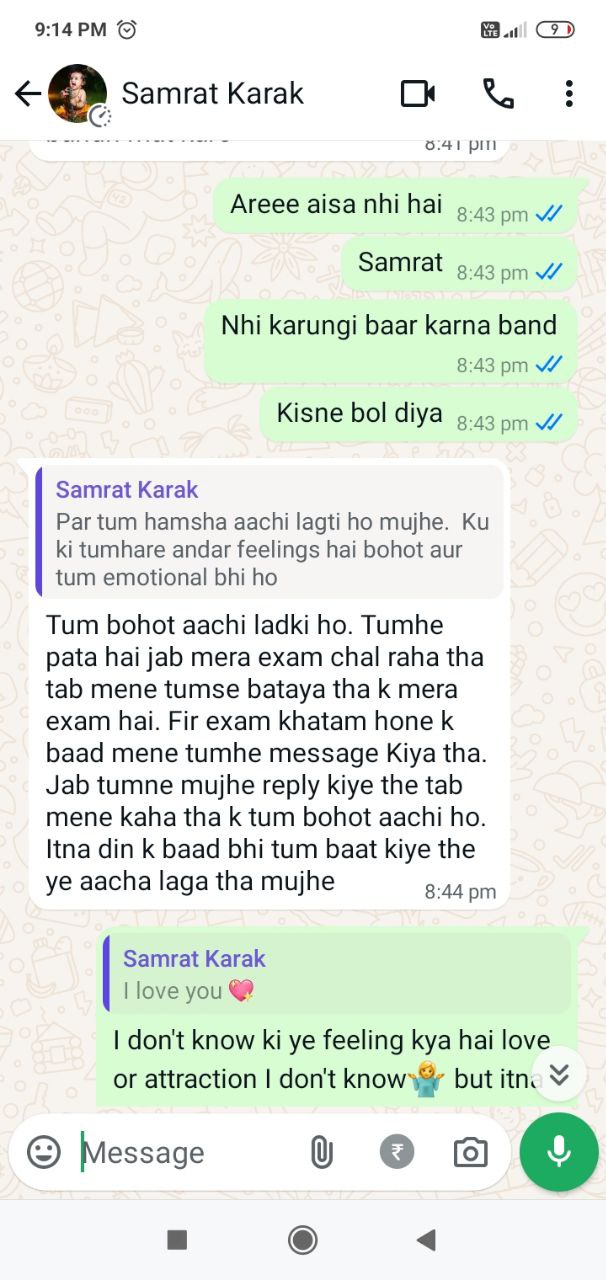 9:14 PM
Vo LTE
9
Samrat Karak
8:41 pm
Areee aisa nhi hai 8:43 pm
Samrat 8:43 pm
Nhi karungi baar karna band
8:43 pm
Kisne bol diya 8:43 pm
Samrat Karak
Par tum hamsha aachi lagti ho mujhe. Ku
ki tumhare andar feelings hai bohot aur
tum emotional bhi ho
Tum bohot aachi ladki ho. Tumhe
pata hai jab mera exam chal raha tha
tab mene tumse bataya tha k mera
exam hai. Fir exam khatam hone k
baad mene tumhe message Kiya tha.
Jab tumne mujhe reply kiye the tab
mene kaha tha k tum bohot aachi ho.
Itna din k baad bhi tum baat kiye the
ye aacha laga tha mujhe
8:44 pm
Samrat Karak
I love you 💘
I don't know ki ye feeling kya hai love
or attraction I don't know🤷‍♀️ but itna
Message
₹